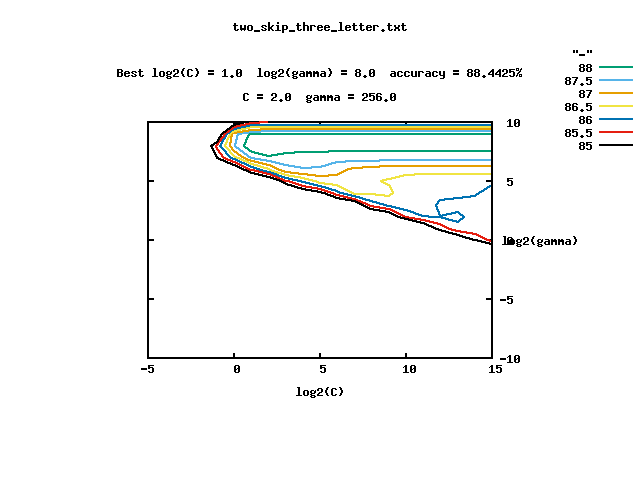 two_skip_three_letter.txt
Best log2(C) = 1.0  log2(gamma) = 8.0  accuracy = 88.4425%
C = 2.0  gamma = 256.0
"-"
88
87.5
87
86.5
86
85.5
85
10
5
0
-5
-10
log2(gamma)
-5 0 5 10 15
log2(C)